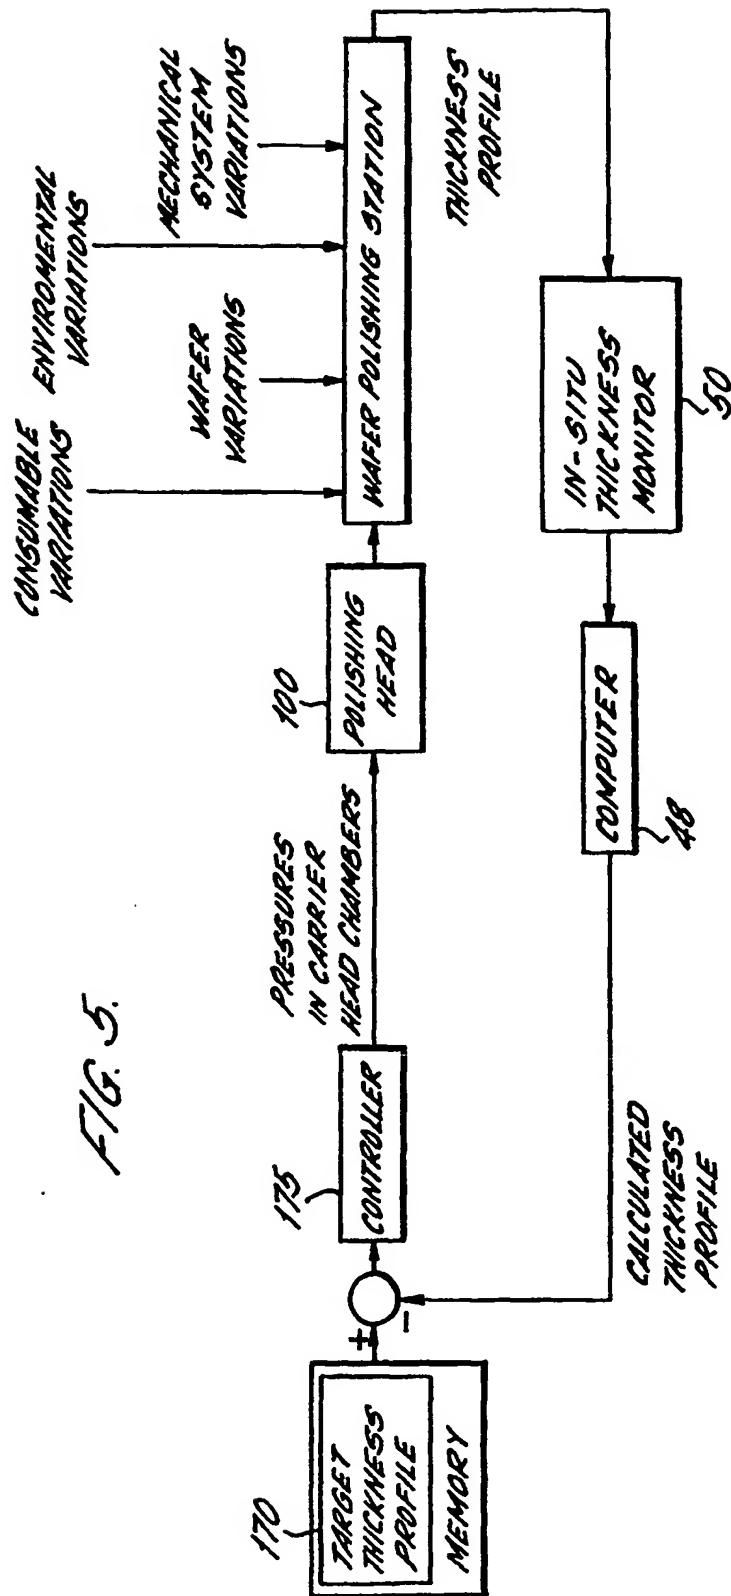 FIG. 5.
170
TARGET
THICKNESS
PROFILE
MEMORY
+
-
175
CONTROLLER
PRESSURES
IN CARRIER
HEAD CHAMBERS
100
POLISHING
HEAD
CONSUMABLE
VARIATIONS
WAFER
VARIATIONS
ENVIROMENTAL
VARIATIONS
MECHANICAL
SYSTEM
VARIATIONS
WAFER POLISHING STATION
THICKNESS
PROFILE
IN-SITU
THICKNESS
MONITOR
50
COMPUTER
48
CALCULATED
THICKNESS
PROFILE